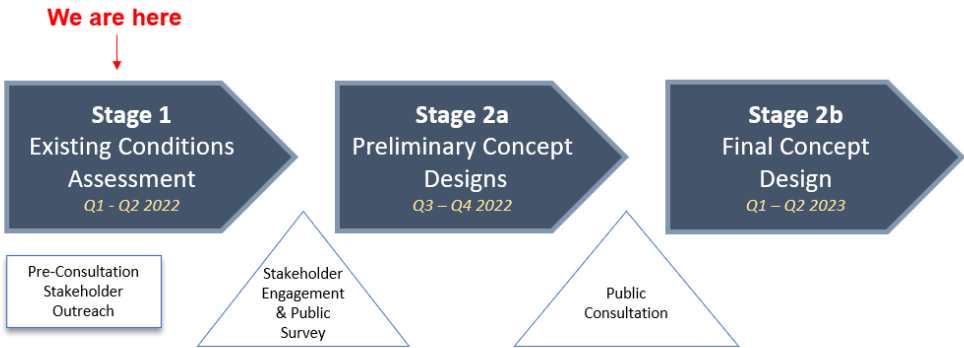 We are here
Stage 1
Existing Conditions
Assessment
Q1 - Q2 2022
Stage 2a
Preliminary Concept
Designs
Q3 – Q4 2022
Stage 2b
Final Concept
Design
Q1 – Q2 2023
Pre-Consultation
Stakeholder
Outreach
Stakeholder
Engagement
& Public
Survey
Public
Consultation